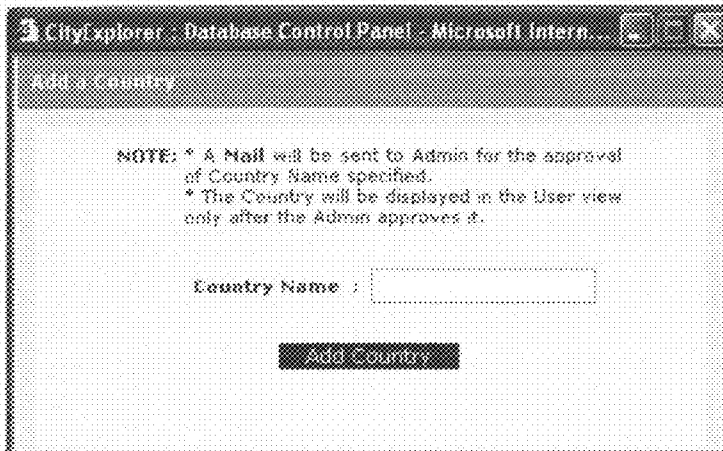 CityExplorer : Database Control Panel - Microsoft Intern...
Add a Country
NOTE: * A Mail will be sent to Admin for the approval
of Country Name specified.
* The Country will be displayed in the User view
only after the Admin approves it.
Country Name :
Add Country